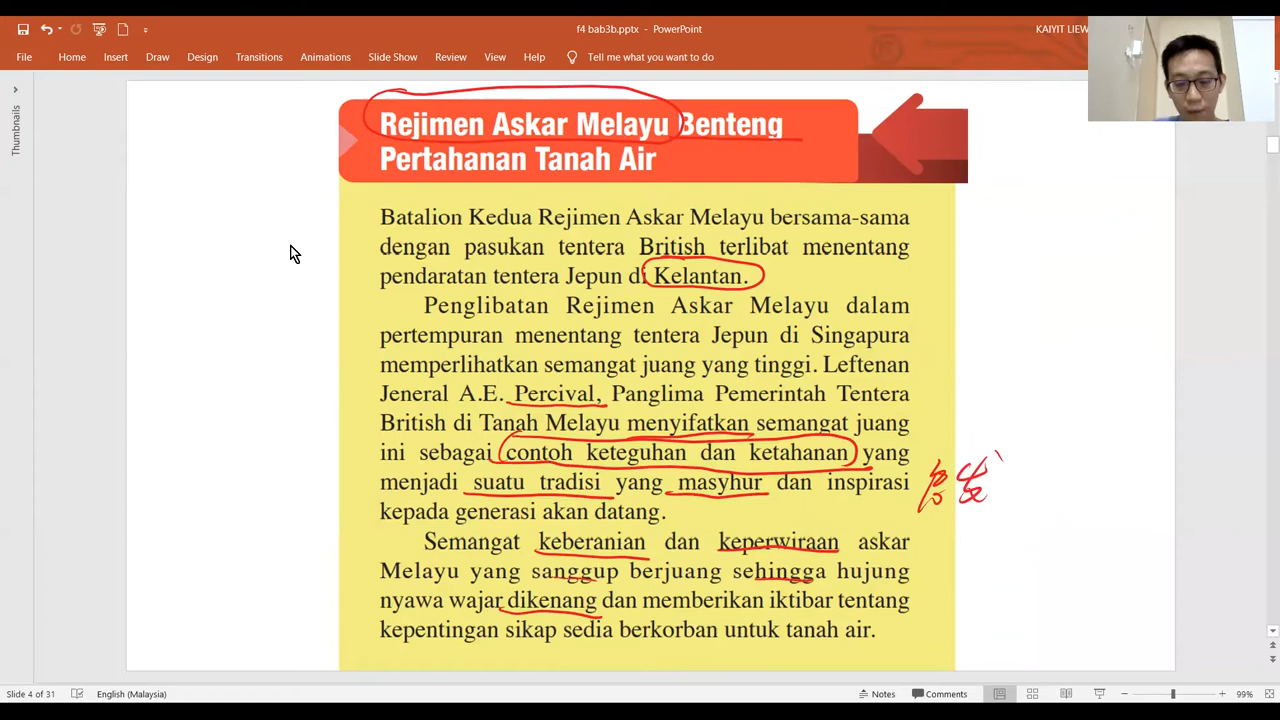 f4 bab3b.pptx - PowerPoint
KAIYIT LIEW
File Home Insert Draw Design Transitions Animations Slide Show Review View Help Tell me what you want to do
Thumbnails
Rejimen Askar Melayu Benteng
Pertahanan Tanah Air
Batalion Kedua Rejimen Askar Melayu bersama-sama
dengan pasukan tentera British terlibat menentang
pendaratan tentera Jepun di Kelantan.
Penglibatan Rejimen Askar Melayu dalam
pertempuran menentang tentera Jepun di Singapura
memperlihatkan semangat juang yang tinggi. Leftenan
Jeneral A.E. Percival, Panglima Pemerintah Tentera
British di Tanah Melayu menyifatkan semangat juang
ini sebagai contoh keteguhan dan ketahanan yang
menjadi suatu tradisi yang masyhur dan inspirasi
kepada generasi akan datang.
Semangat keberanian dan keperwiraan askar
Melayu yang sanggup berjuang sehingga hujung
nyawa wajar dikenang dan memberikan iktibar tentang
kepentingan sikap sedia berkorban untuk tanah air.
Slide 4 of 31 English (Malaysia) Notes Comments 99%